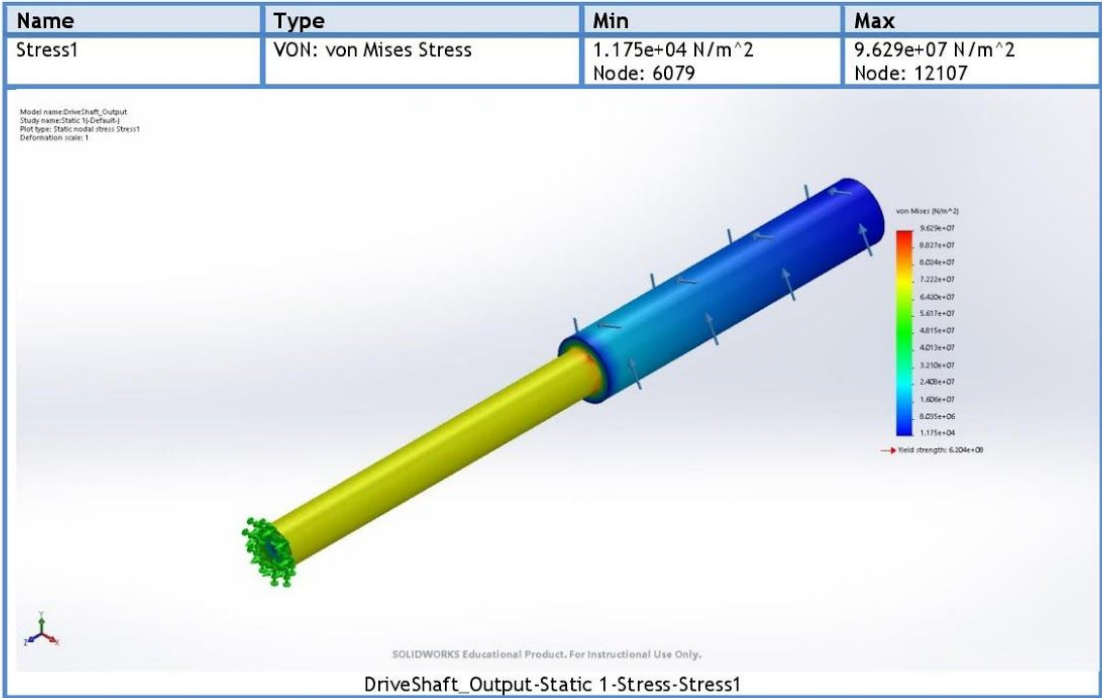 Name Type Min Max
Stress1 VON: von Mises Stress 1.175e+04 N/m^2 9.629e+07 N/m^2
Node: 6079 Node: 12107
Model name:DriveShaft_Output
Study name:Static 1(-Default-)
Plot type: Static nodal stress Stress1
Deformation scale: 1
von Mises (N/m^2)
9.629e+07
8.827e+07
8.024e+07
7.222e+07
6.420e+07
5.617e+07
4.815e+07
4.013e+07
3.210e+07
2.408e+07
1.606e+07
8.035e+06
1.175e+04
Yield strength: 6.204e+08
Y
Z X
SOLIDWORKS Educational Product. For Instructional Use Only.
DriveShaft_Output-Static 1-Stress-Stress1